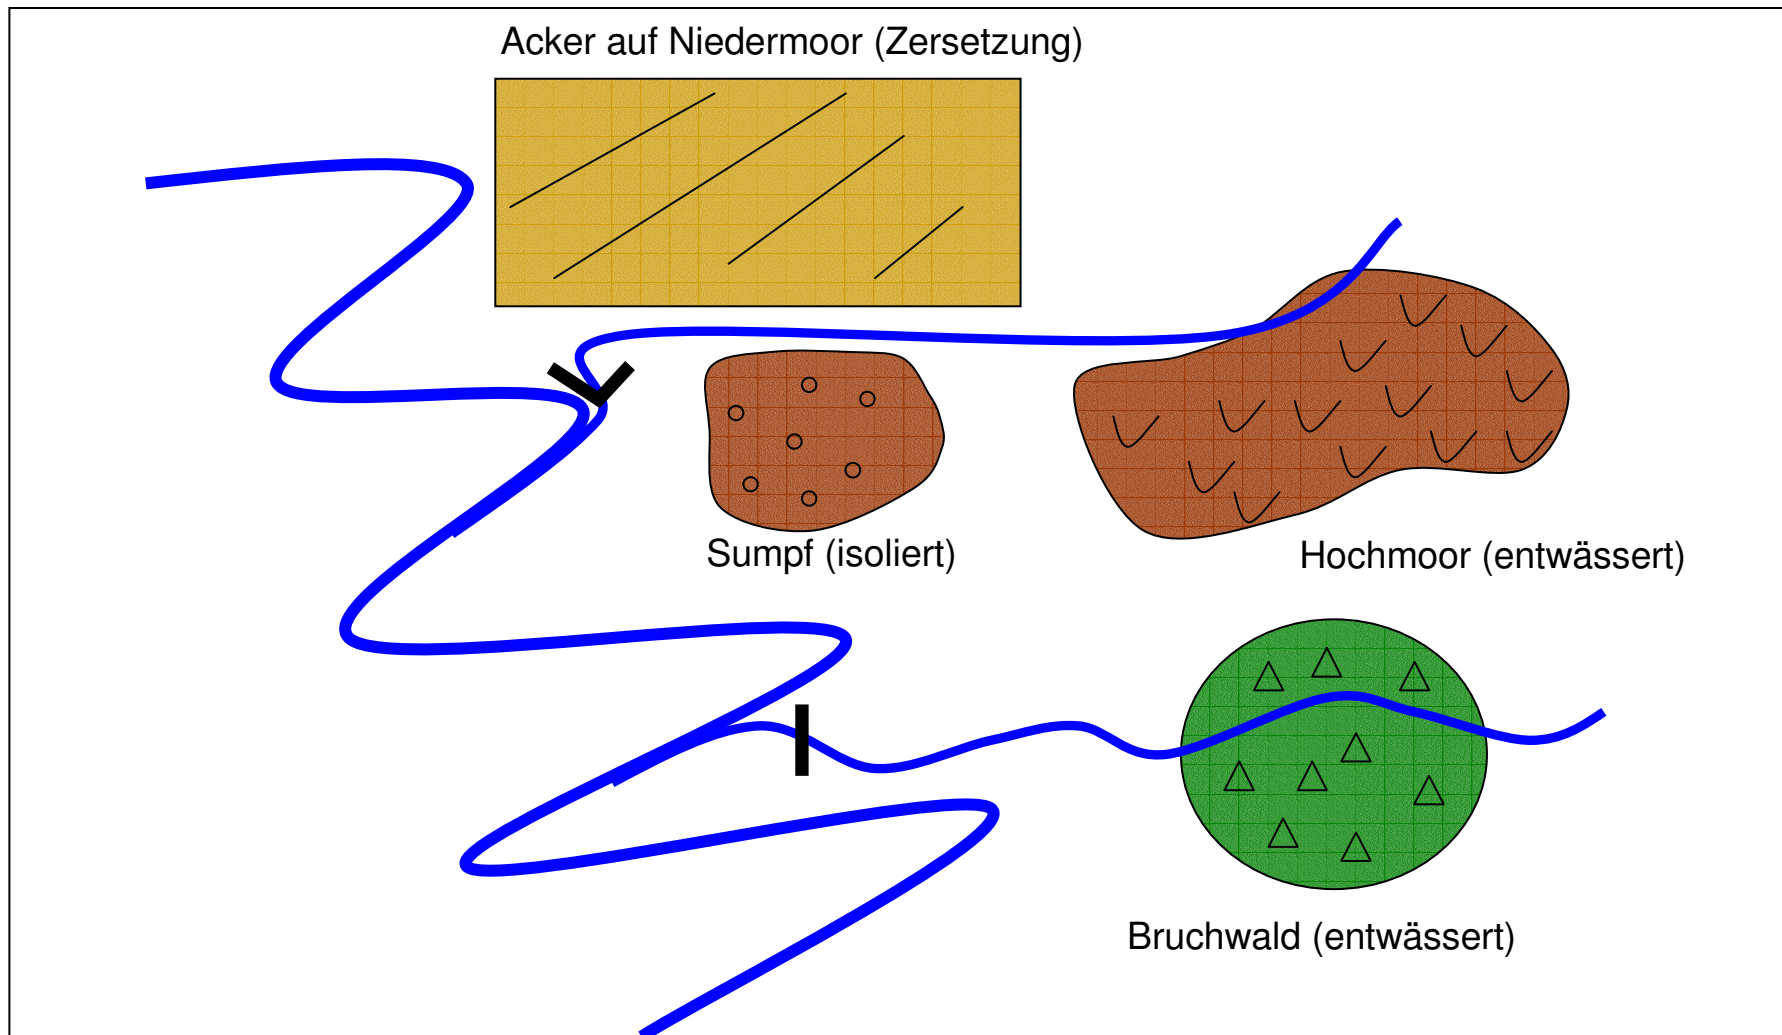 Acker auf Niedermoor (Zersetzung)
Sumpf (isoliert)
Hochmoor (entwässert)
Bruchwald (entwässert)